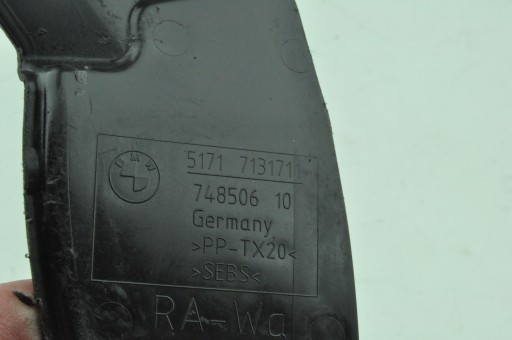 BMW
5171 713171
748506 10
Germany
>PP-TX20<
>SEBS<
RA-Wa